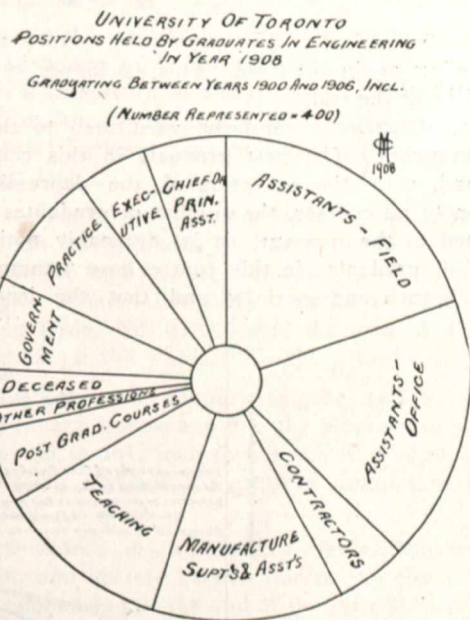 UNIVERSITY OF TORONTO
POSITIONS HELD BY GRADUATES IN ENGINEERING
IN YEAR 1908
GRADUATING BETWEEN YEARS 1900 AND 1906, INCL.
(NUMBER REPRESENTED = 400)
1908
ASSISTANTS - FIELD
ASSISTANTS -
OFFICE
CONTRACTORS
MANUFACTURE
SUPT'S & ASST'S
TEACHING
POST GRAD. COURSES
OTHER PROFESSIONS
DECEASED
GOVERN
MENT
PRACTICE
EXEC-
UTIVE
CHIEF OR
PRIN.
ASST.